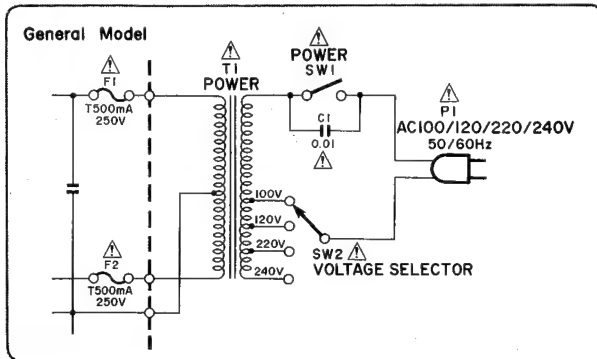 General Model
F1
T500mA
250V
T1
POWER
POWER
SW1
C1
0.01
P1
AC100/120/220/240V
50/60Hz
100V
120V
220V
240V
SW2
VOLTAGE SELECTOR
F2
T500mA
250V